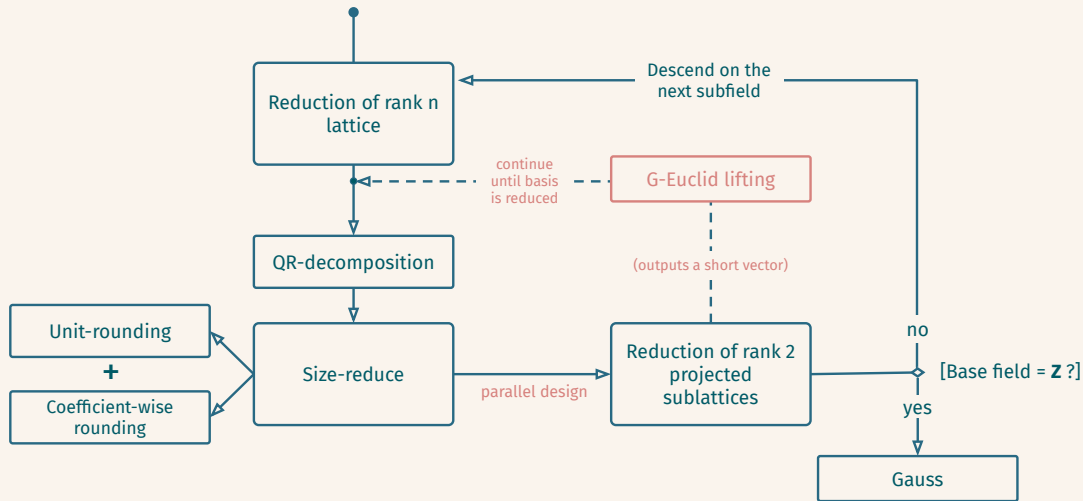 Descend on the
next subfield
Reduction of rank n
lattice
continue
until basis
is reduced
G-Euclid lifting
QR-decomposition
(outputs a short vector)
Unit-rounding
+
Coefficient-wise
rounding
Size-reduce
parallel design
Reduction of rank 2
projected
sublattices
no
[Base field = Z ?]
yes
Gauss